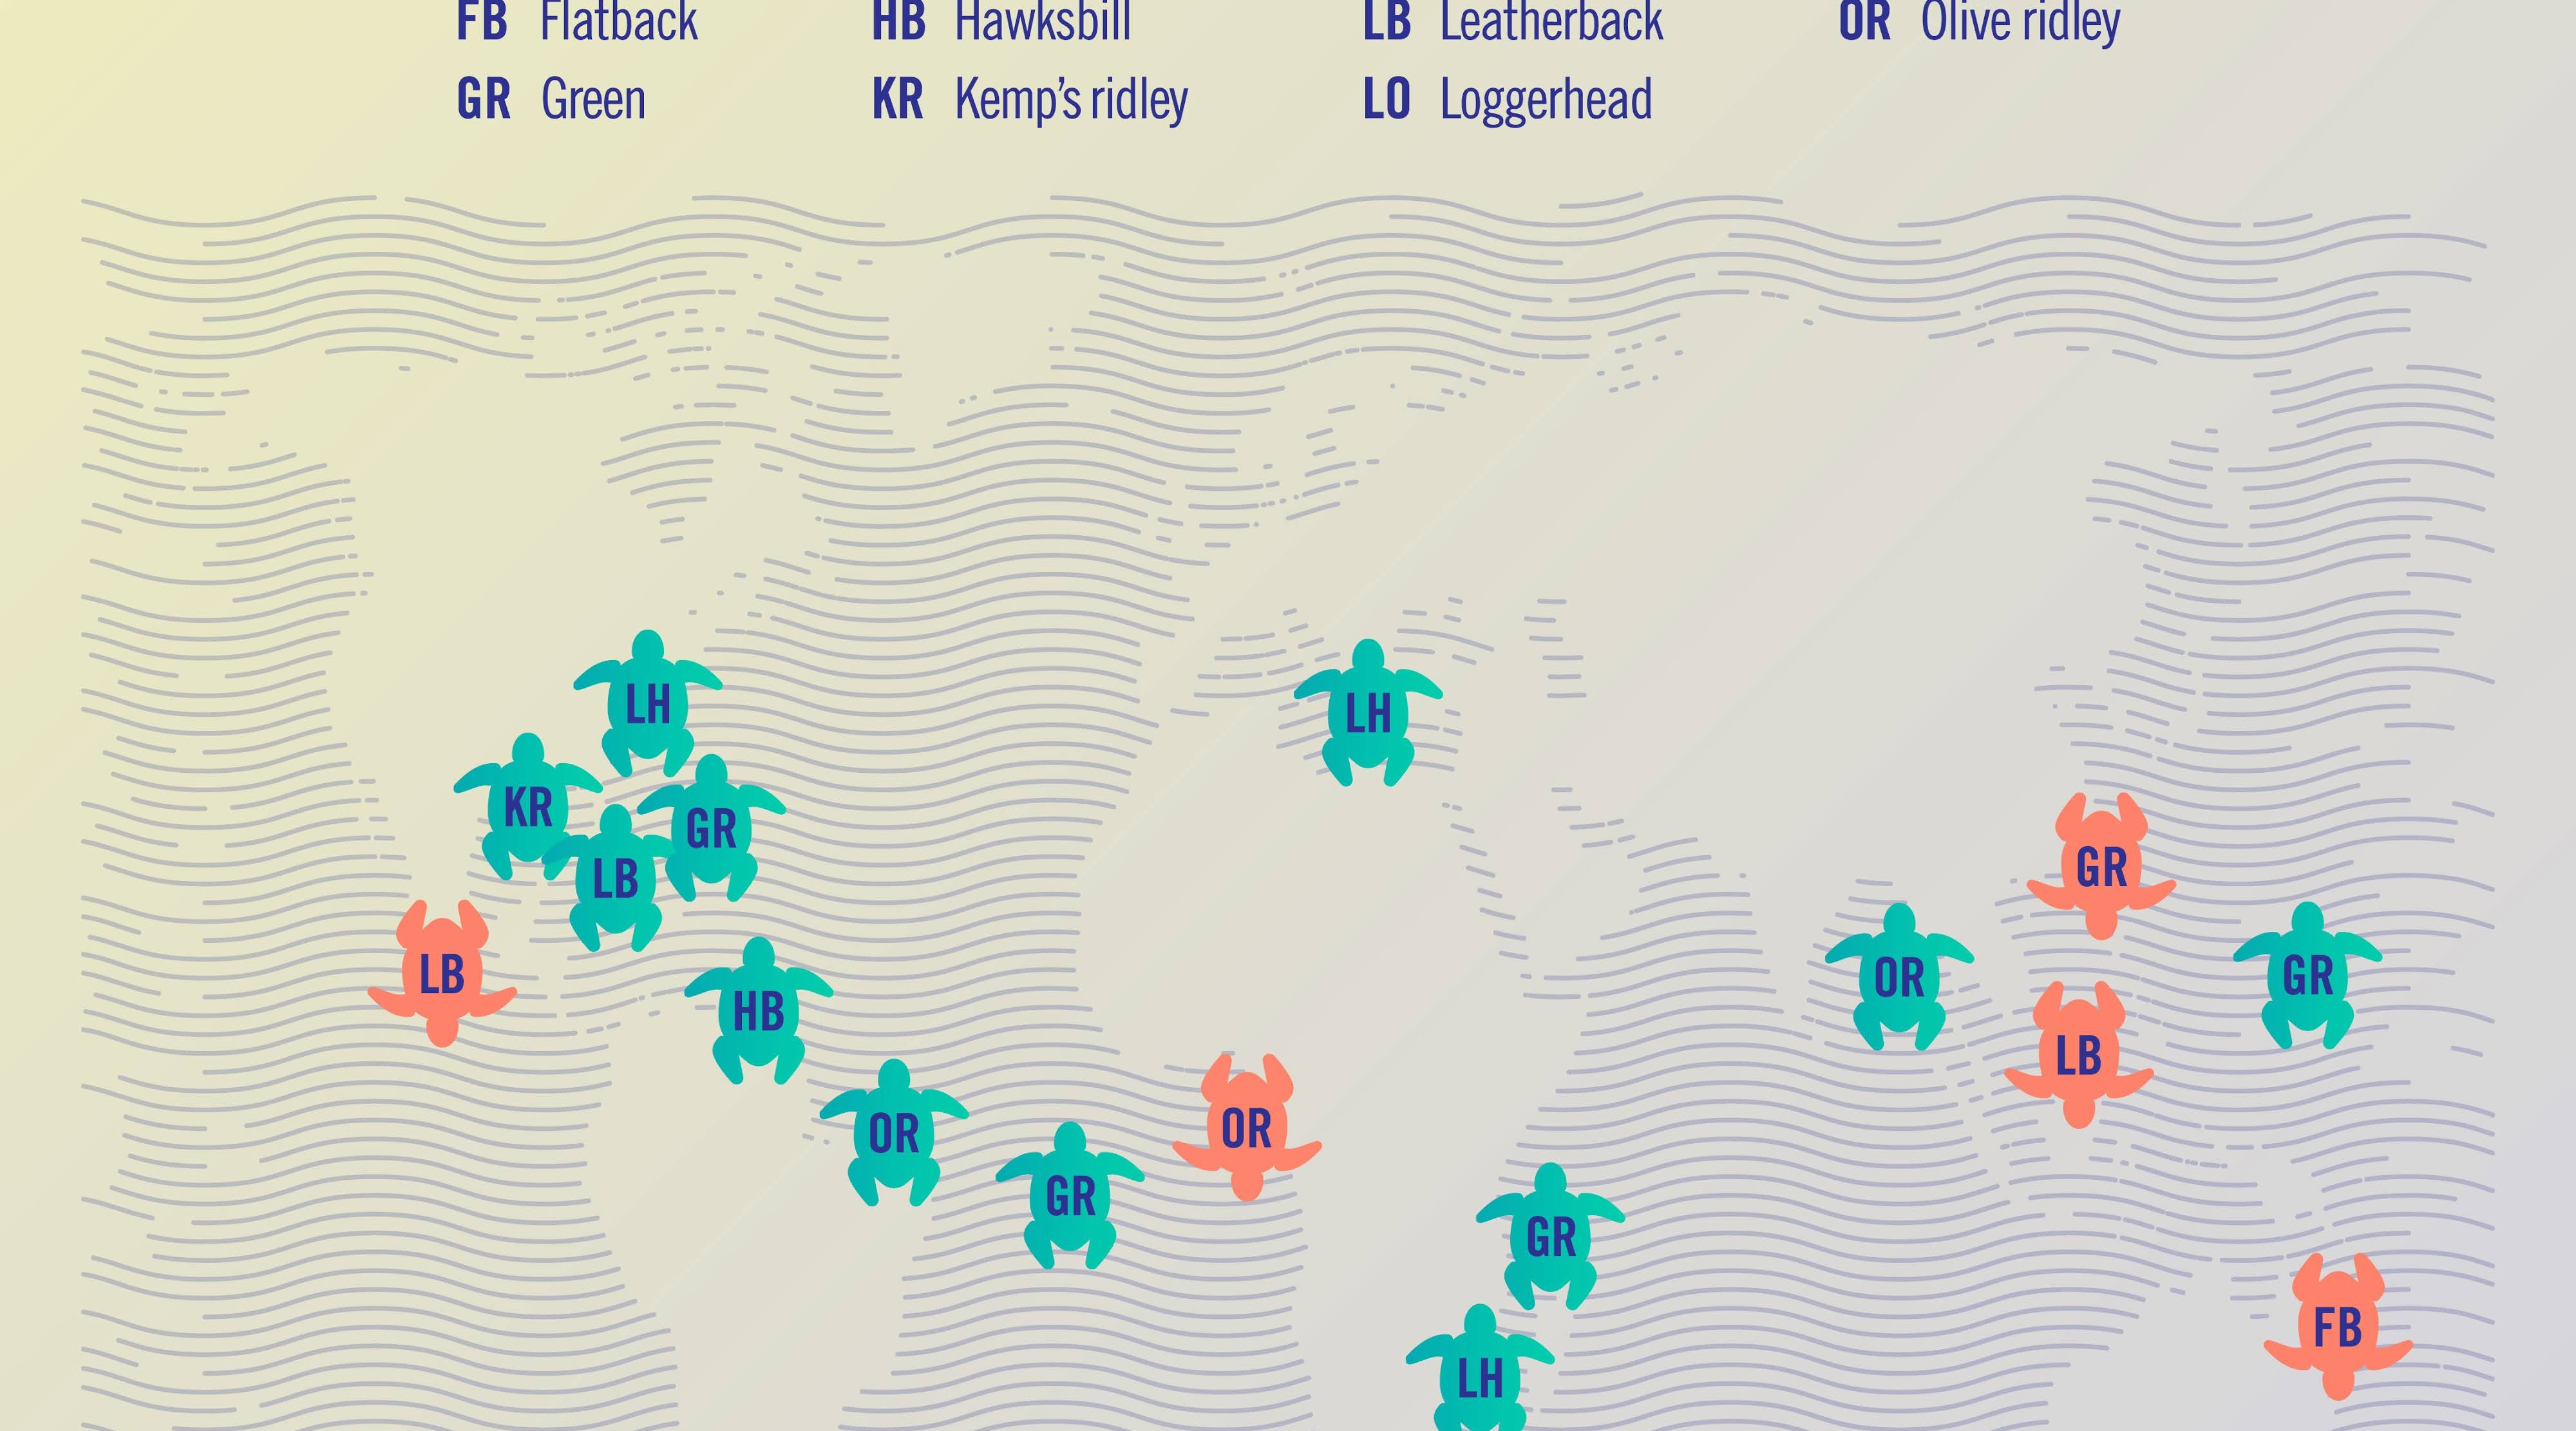 FB Flatback HB Hawksbill LB Leatherback OR Olive ridley
GR Green KR Kemp's ridley LO Loggerhead
LH
LH
KR
GR
GR
LB
LB
OR
GR
HB
LB
OR
OR
GR
GR
FB
LH